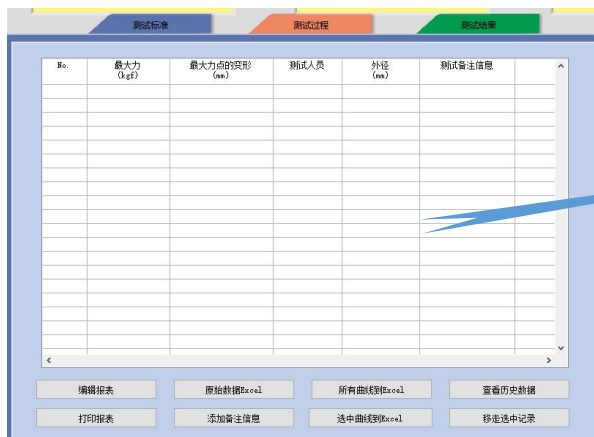 测试标准 测试过程 测试结果
No. 最大力 最大力点的变形 测试人员 外径 测试备注信息
(kgf) (mm) (mm)
编辑报表 原始数据Excel 所有曲线到Excel 查看历史数据
打印报表 添加备注信息 选中曲线到Excel 移走选中记录